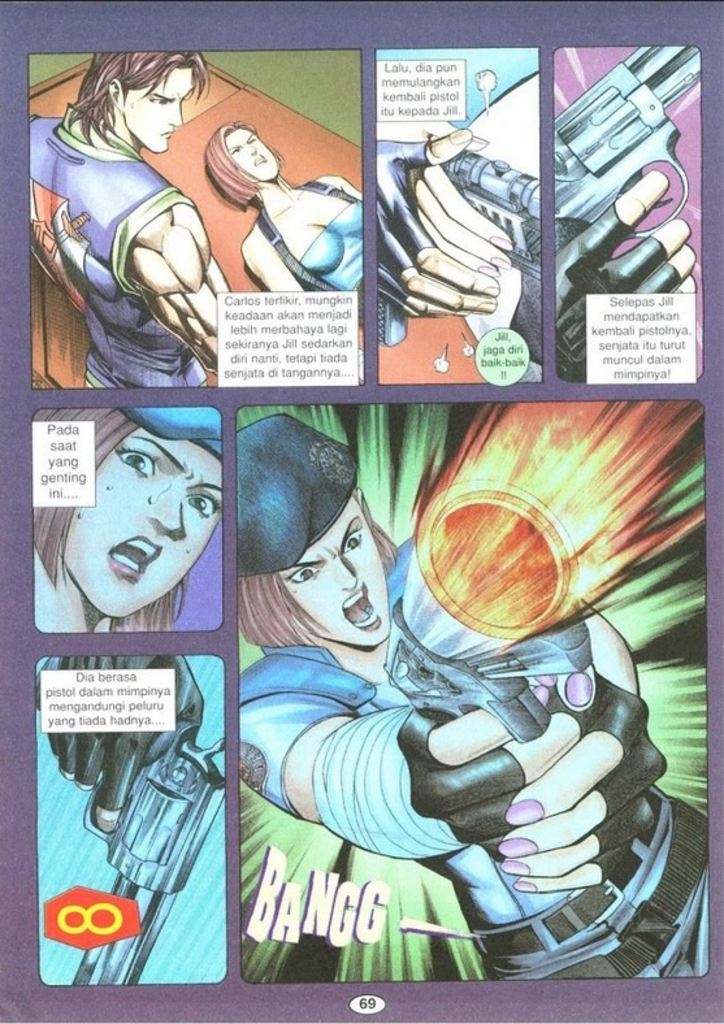 Carlos terfikir, mungkin
keadaan akan menjadi
lebih merbahaya lagi
sekiranya Jill sedarkan
diri nanti, tetapi tiada
senjata di tangannya....
Lalu, dia pun
memulangkan
kembali pistol
itu kepada Jill.
Jill,
jaga diri
baik-baik
!!
Selepas Jill
mendapatkan
kembali pistolnya,
senjata itu turut
muncul dalam
mimpinya!
Pada
saat
yang
genting
ini....
Dia berasa
pistol dalam mimpinya
mengandungi peluru
yang tiada hadnya....
∞
BANGG
69